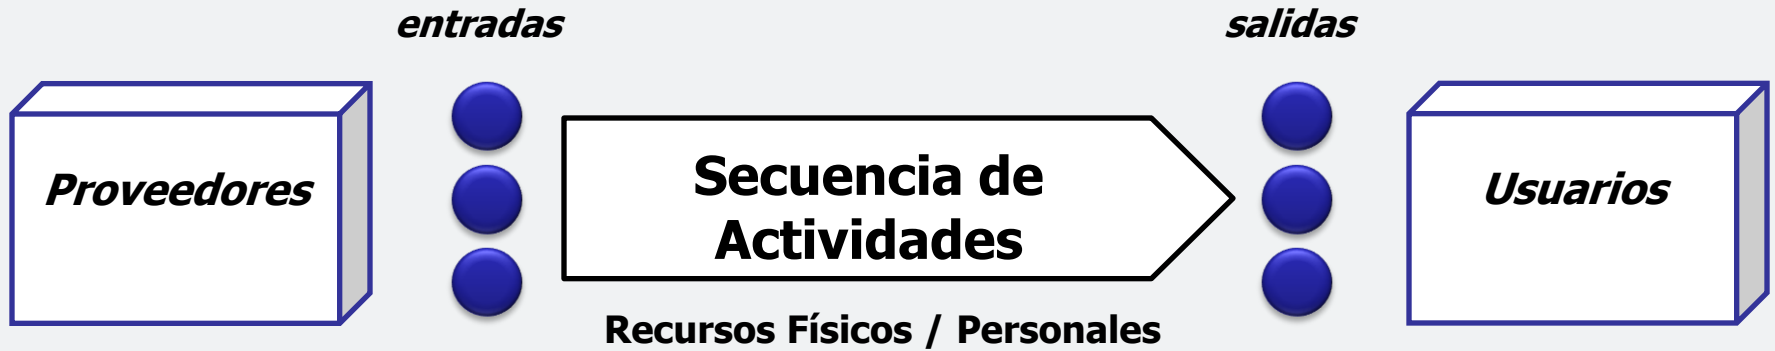 entradas
salidas
Proveedores
Secuencia de
Actividades
Usuarios
Recursos Físicos / Personales